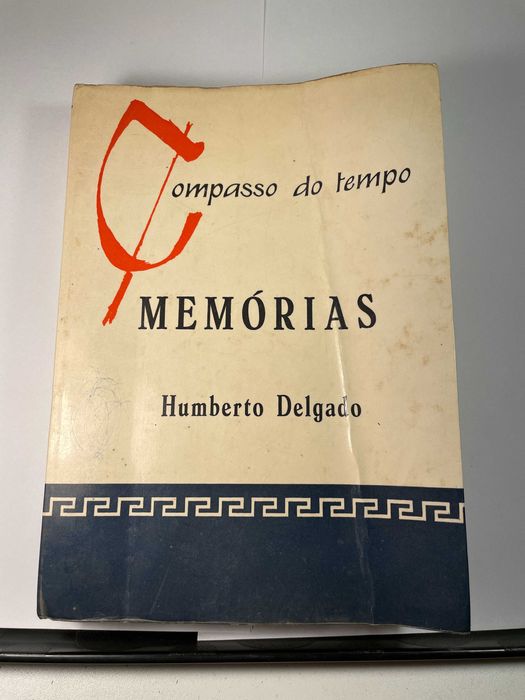 Compasso do tempo
MEMÓRIAS
Humberto Delgado